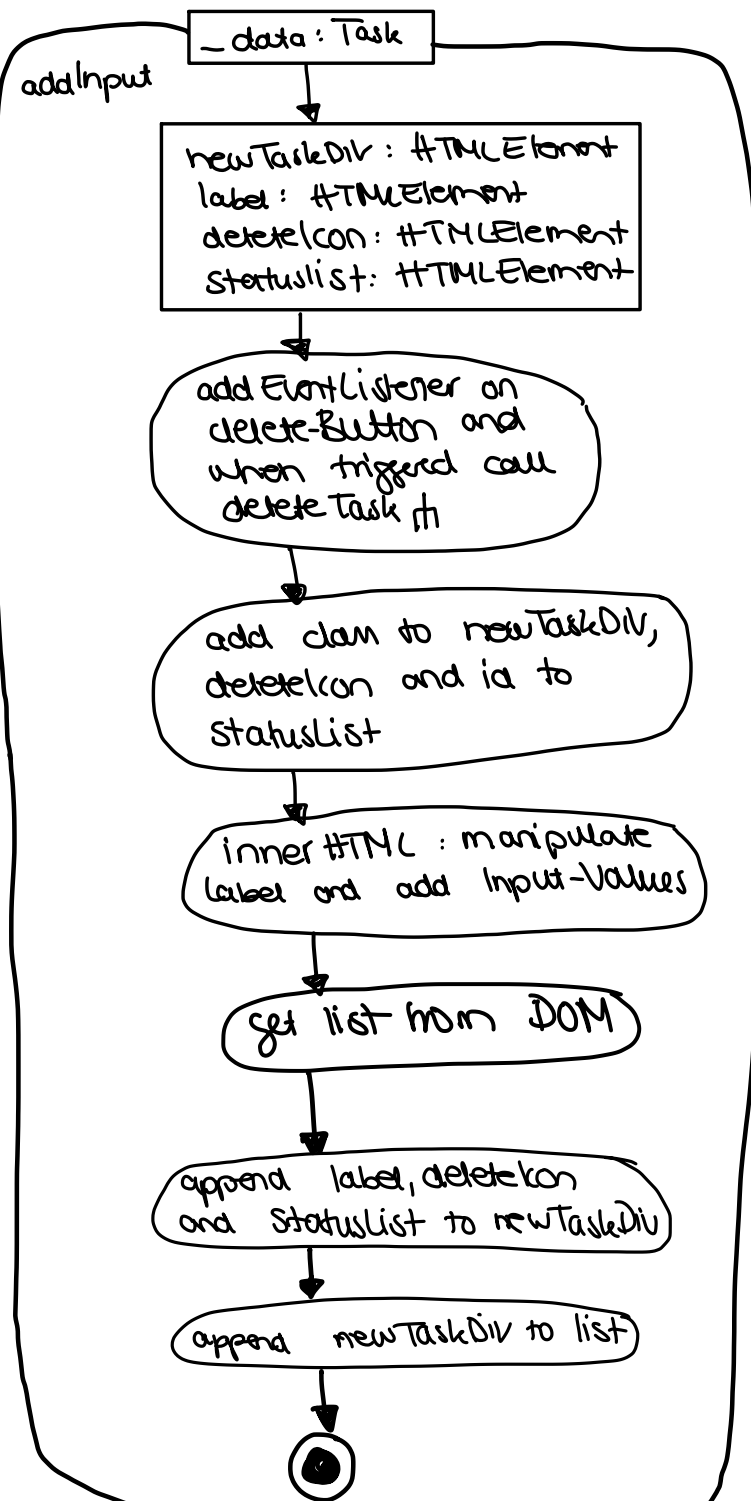 _data: Task
addInput
newTaskDiv: HTMLElement
label: HTMLElement
deleteIcon: HTMLElement
statuslist: HTMLElement
addEventListener on
delete-Button and
when triggered call
deleteTask
add class to newTaskDiv,
deleteIcon and id to
statusList
innerHTML: manipulate
label and add Input-Values
get list from DOM
append label, deleteIcon
and StatusList to newTaskDiv
append newTaskDiv to list